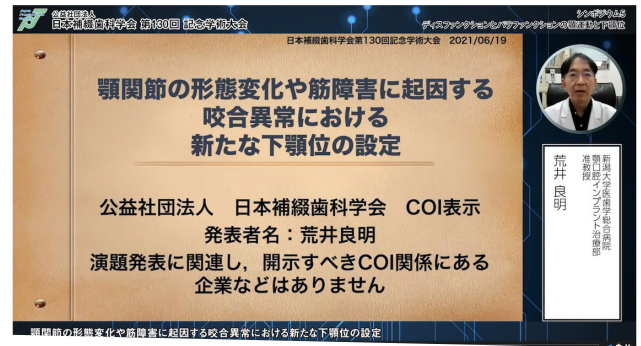 公益社団法人
日本補綴歯科学会 第130回 記念学術大会
シンポジウム5
ディスファンクションとパラファンクションの顎運動と下顎位
日本補綴歯科学会第130回記念学術大会 2021/06/19
顎関節の形態変化や筋障害に起因する
咬合異常における
新たな下顎位の設定
公益社団法人 日本補綴歯科学会 COI表示
発表者名：荒井良明
演題発表に関連し，開示すべきCOI関係にある
企業などはありません
新潟大学医歯学総合病院
顎口腔インプラント治療部
准教授
荒井 良明
顎関節の形態変化や筋障害に起因する咬合異常における新たな下顎位の設定